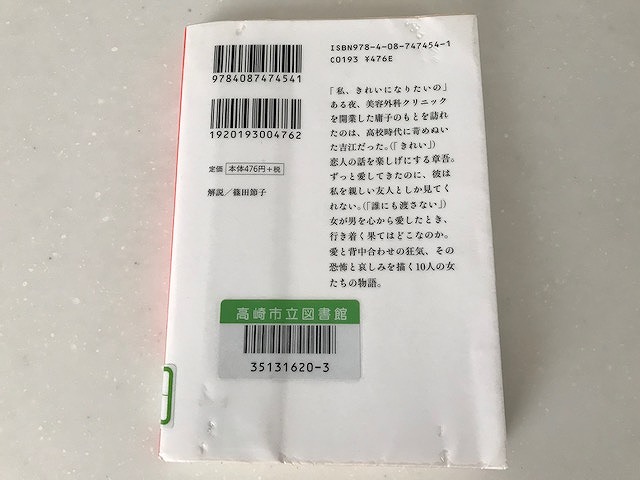 ISBN978-4-08-747454-1
C0193 ¥476E
9784087474541
1920193004762
定価 本体476円+税
解説/篠田節子
「私、きれいになりたいの」
ある夜、美容外科クリニック
を開業した庸子のもとを訪れ
たのは、高校時代に苛めぬい
た吉江だった。(「きれい」)
恋人の話を楽しげにする章吾。
ずっと愛してきたのに、彼は
私を親しい友人としか見てく
れない。(「誰にも渡さない」)
女が男を心から愛したとき、
行き着く果てはどこなのか。
愛と背中合わせの狂気、その
恐怖と哀しみを描く10人の女
たちの物語。
高崎市立図書館
35131620-3